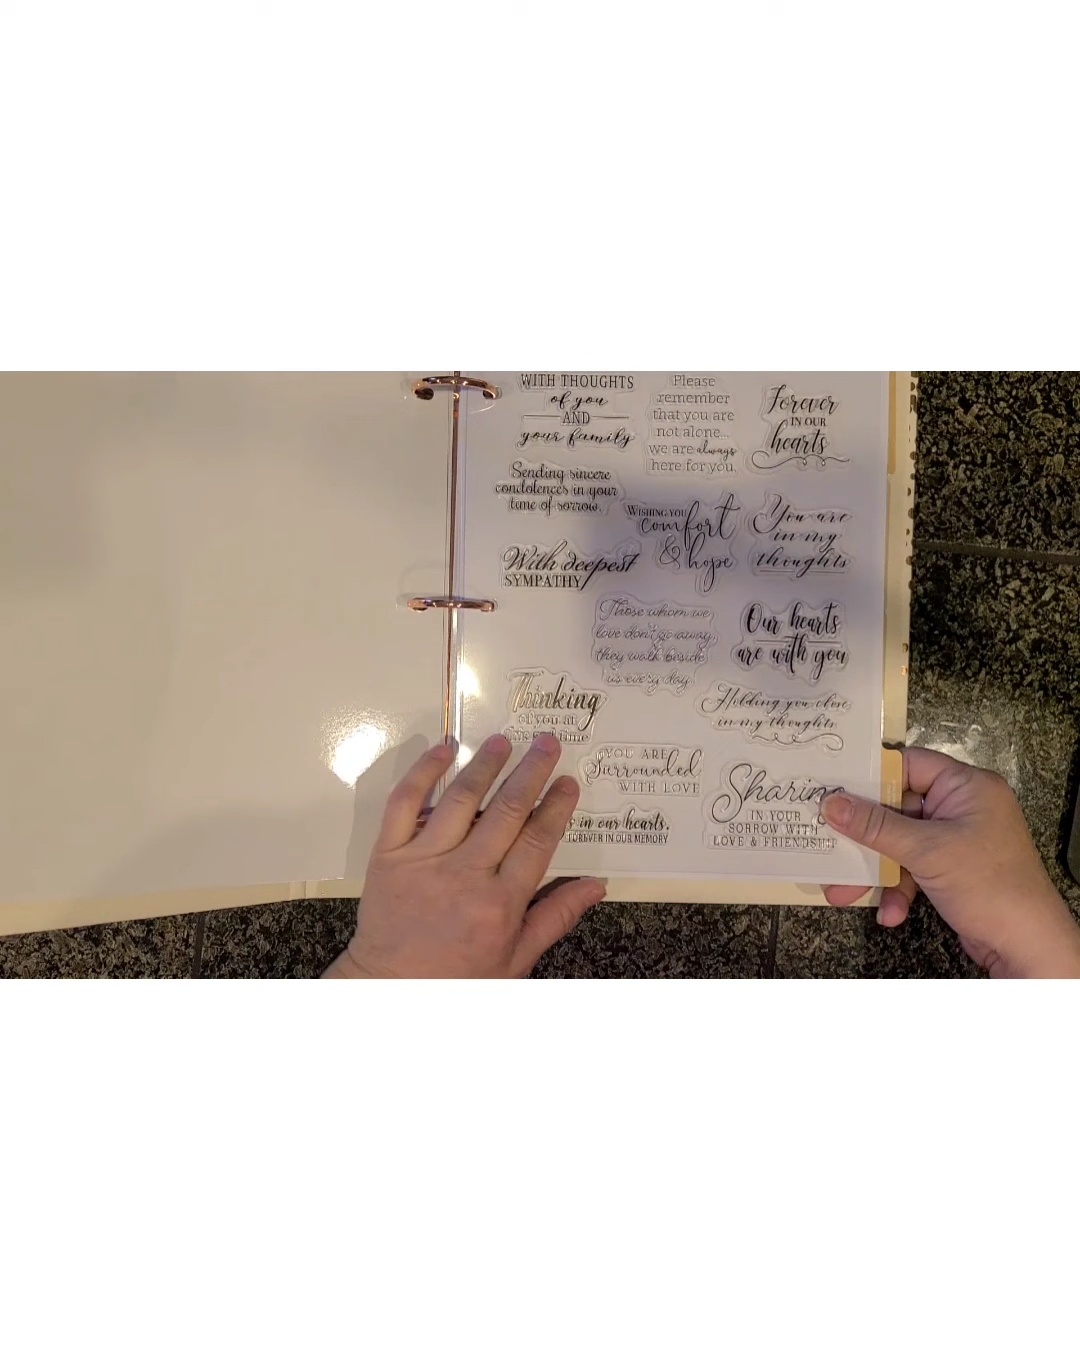 WITH THOUGHTS
of you
AND
your family
Please
remember
that you are
not alone...
we are always
here for you.
Forever
IN OUR
hearts
Sending sincere
condolences in your
time of sorrow.
WISHING YOU
comfort
& hope
You are
in my
thoughts
With deepest
SYMPATHY
Those whom we
love don't go away,
they walk beside
us every day.
Our hearts
are with you
Thinking
of you at
this sad time
Holding you close
in my thoughts
YOU ARE
Surrounded
WITH LOVE
Sharing
IN YOUR
SORROW WITH
LOVE & FRIENDSHIP
in our hearts.
FOREVER IN OUR MEMORY